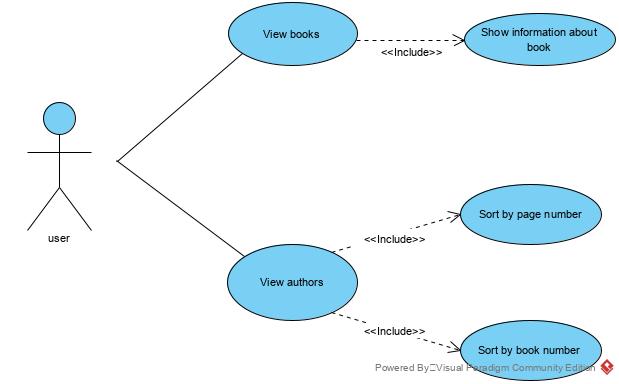 View books
Show information about
book
<<Include>>
user
Sort by page number
<<Include>>
View authors
<<Include>>
Sort by book number
Powered By Visual Paradigm Community Edition